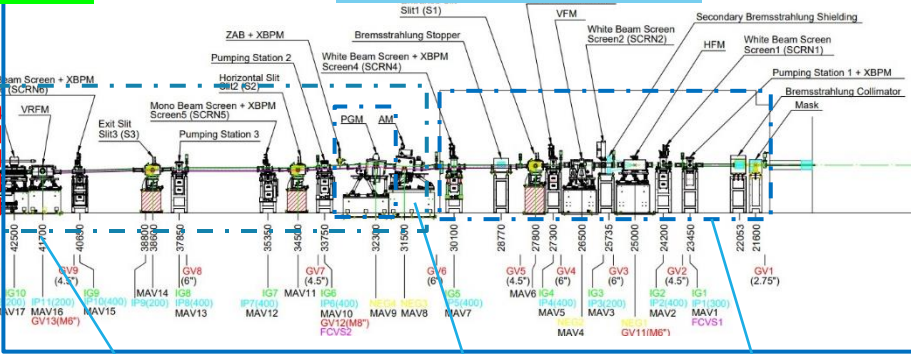 Slit1 (S1)
VFM
Secondary Bremsstrahlung Shielding
ZAB + XBPM
Bremsstrahlung Stopper
White Beam Screen2 (SCRN2)
HFM
White Beam Screen1 (SCRN1)
Pumping Station 2
White Beam Screen + XBPM
Screen4 (SCRN4)
Pumping Station 1 + XBPM
Beam Screen + XBPM
(SCRN6)
Horizontal Slit
Slit2 (S2)
Bremsstrahlung Collimator
VRFM
Mono Beam Screen + XBPM
Screen5 (SCRN5)
Mask
PGM
AM
Exit Slit
Slit3 (S3)
Pumping Station 3
42500
41700
40650
38800
37850
35350
34500
33750
32300
31500
30100
28770
27800
27300
26500
25735
25000
24200
23450
22053
GV9
(4.5")
GV8
(6")
GV7
(4.5")
GV6
(6")
GV5
(4.5")
GV4
(6")
GV3
(6")
GV2
(4.5")
GV1
(2.75")
IG10
MAV17
IP11(200)
MAV16
GV13(M6")
IG9
IP10(400)
MAV15
MAV14
IP9(200)
IG8
IP8(400)
MAV13
IG7
IP7(400)
MAV12
MAV11
IG6
IP6(400)
MAV10
GV12(M8")
FCVS2
NEG4
MAV9
NEG3
MAV8
IG5
IP5(400)
MAV7
MAV6
IG4
IP4(400)
MAV5
NEG2
MAV4
IG3
IP3(200)
MAV3
NEG1
GV11(M6")
IG2
IP2(400)
MAV2
IG1
IP1(300)
MAV1
FCVS1